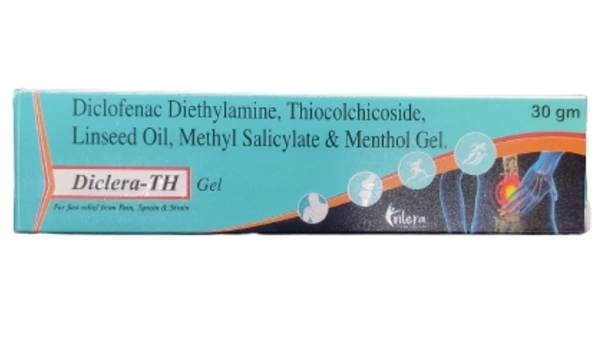 Diclofenac Diethylamine, Thiocolchicoside,
Linseed Oil, Methyl Salicylate & Menthol Gel.
30 gm
Diclera-TH Gel
For fast relief from Pain, Sprain & Strain
Trilera